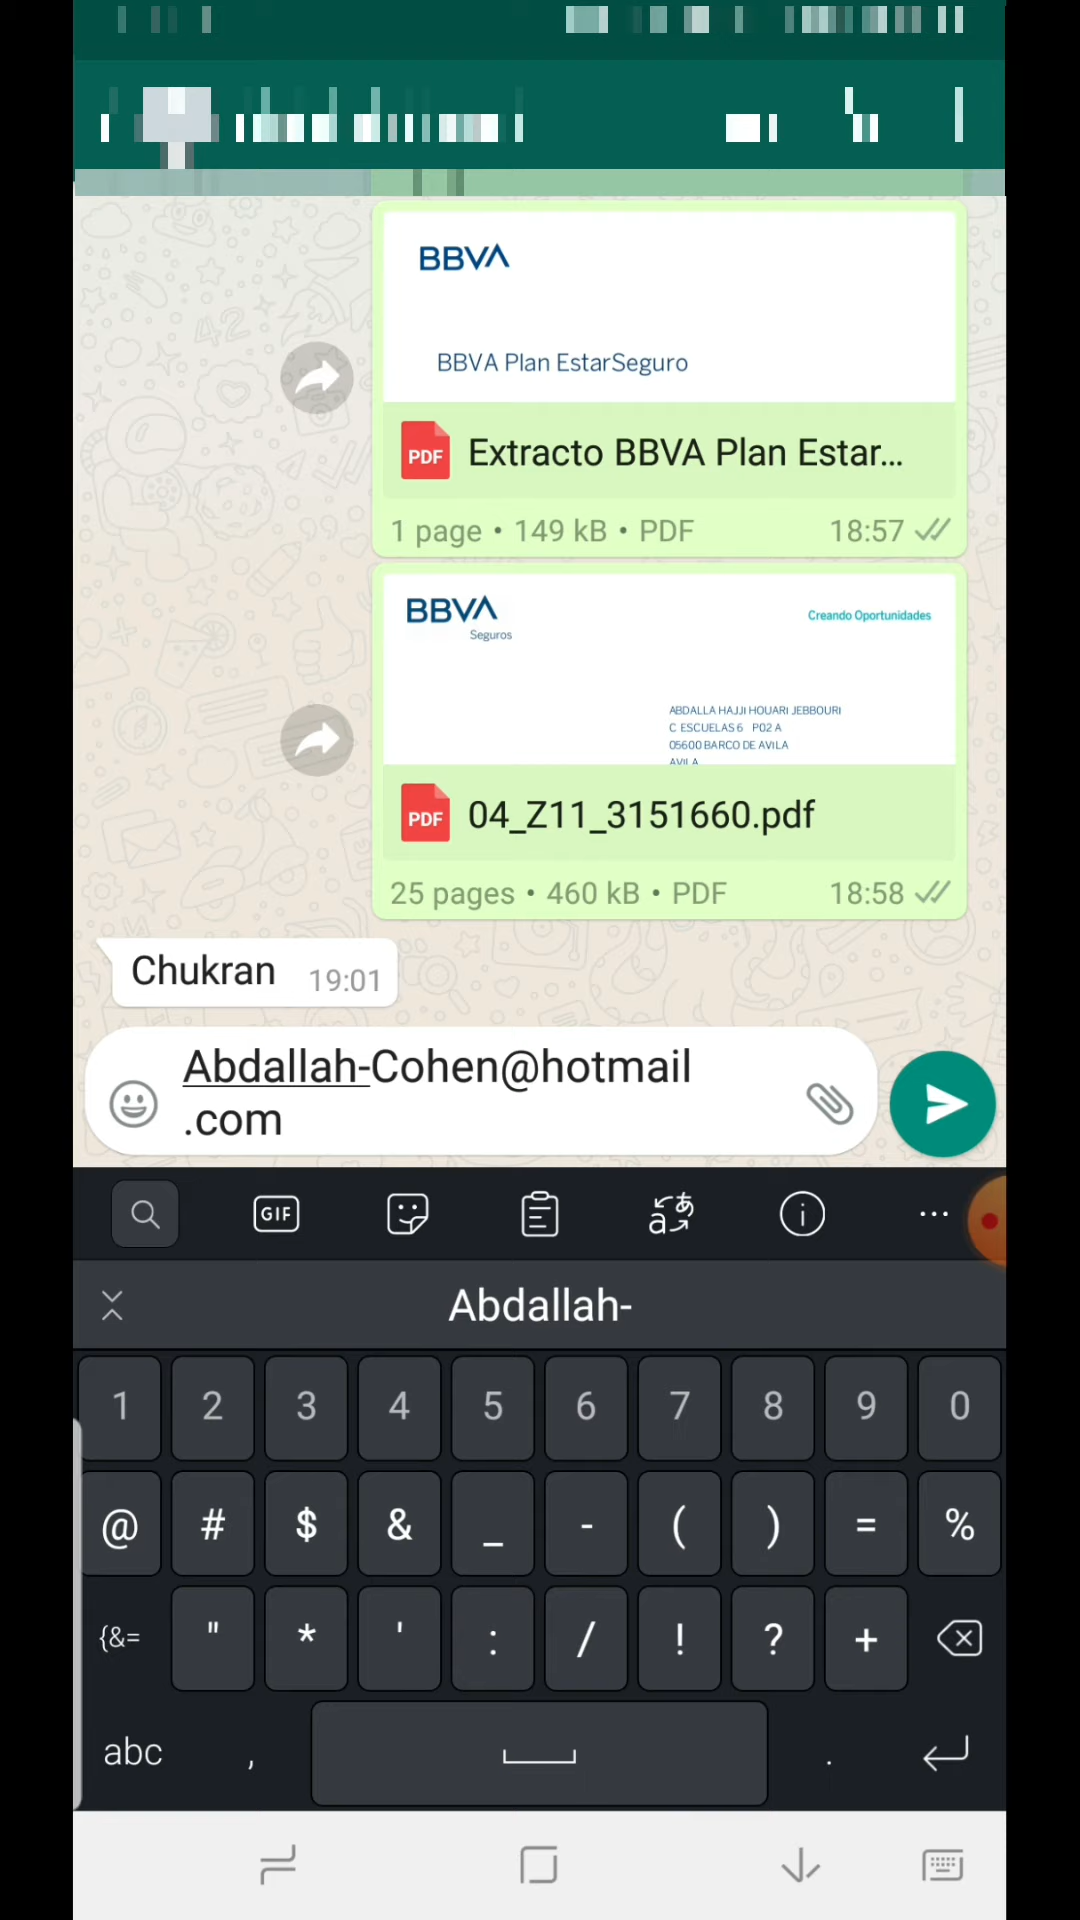 BBVA
BBVA Plan EstarSeguro
PDF Extracto BBVA Plan Estar...
1 page • 149 kB • PDF 18:57
BBVA
Seguros
Creando Oportunidades
ABDALLA HAJJI HOUARI JEBBOURI
C ESCUELAS 6 P02 A
05600 BARCO DE AVILA
AVILA
PDF 04_Z11_3151660.pdf
25 pages • 460 kB • PDF 18:58
Chukran 19:01
Abdallah-Cohen@hotmail
.com
GIF
Abdallah-
1 2 3 4 5 6 7 8 9 0
@ # $ & _ - ( ) = %
{&= " * ' : / ! ? +
abc , .